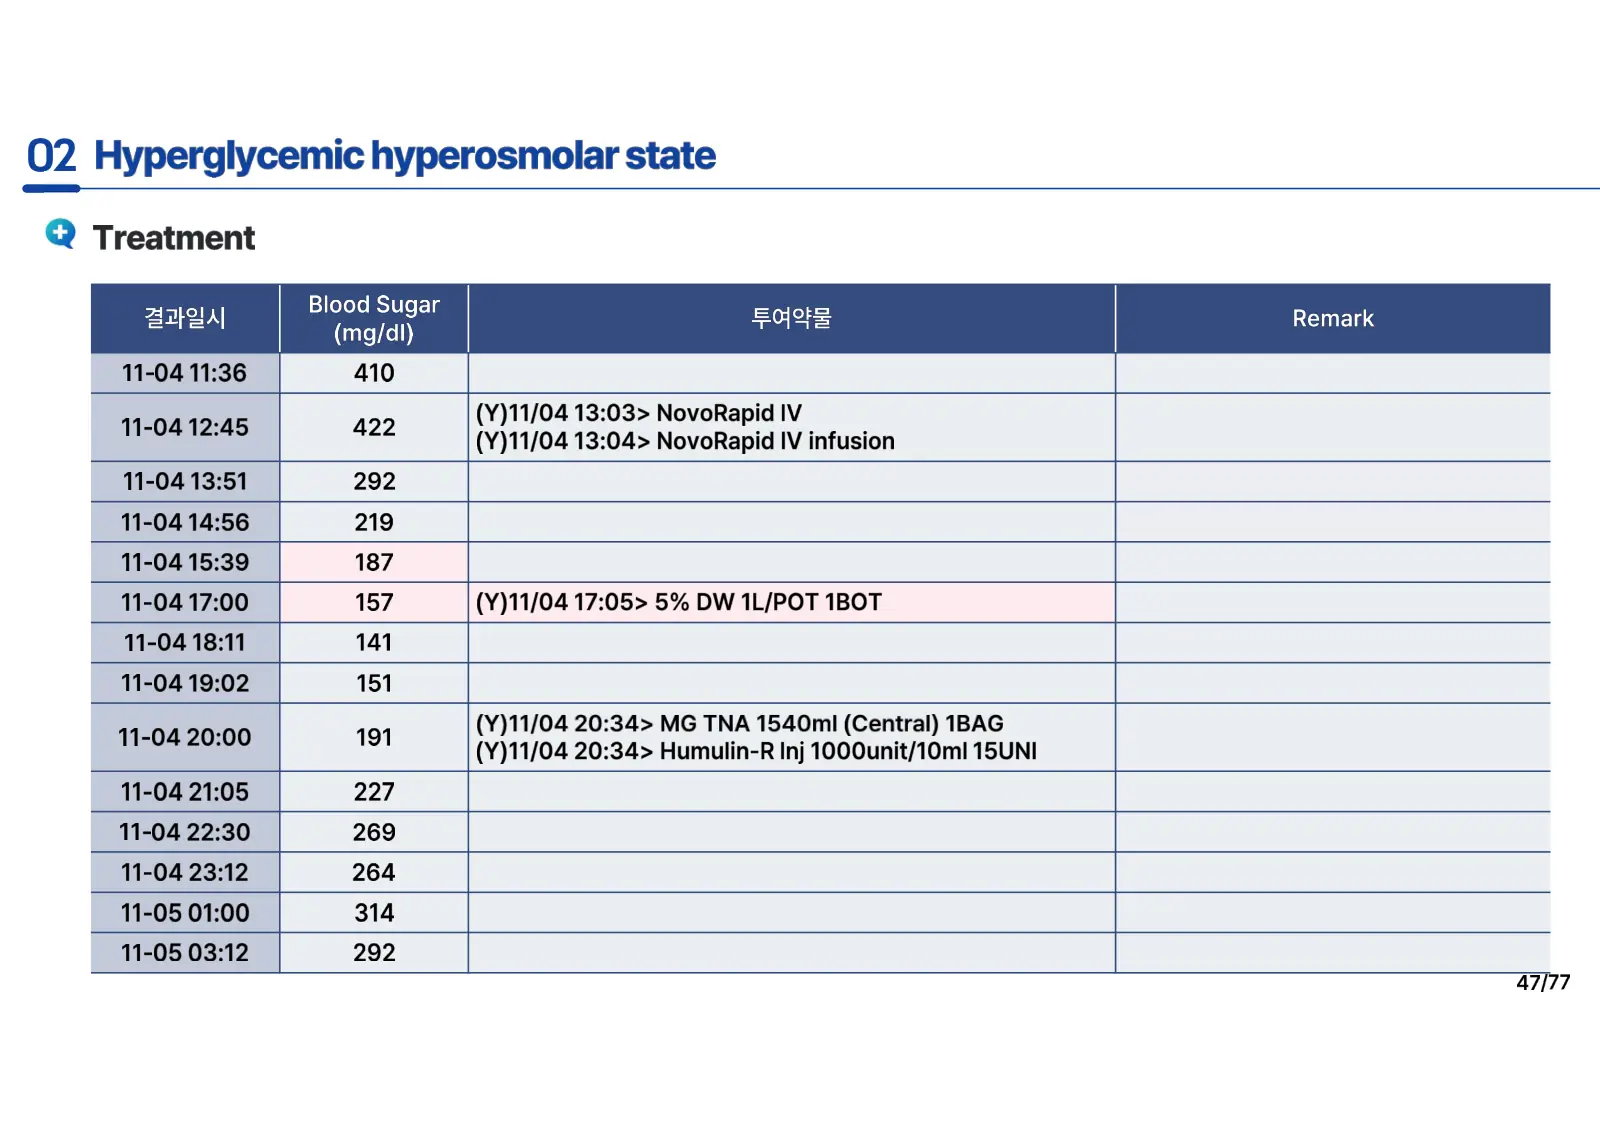 02 Hyperglycemic hyperosmolar state
Treatment
결과일시 Blood Sugar (mg/dl) 투여약물 Remark
11-04 11:36 410
11-04 12:45 422 (Y)11/04 13:03> NovoRapid IV
(Y)11/04 13:04> NovoRapid IV infusion
11-04 13:51 292
11-04 14:56 219
11-04 15:39 187
11-04 17:00 157 (Y)11/04 17:05> 5% DW 1L/POT 1BOT
11-04 18:11 141
11-04 19:02 151
11-04 20:00 191 (Y)11/04 20:34> MG TNA 1540ml (Central) 1BAG
(Y)11/04 20:34> Humulin-R Inj 1000unit/10ml 15UNI
11-04 21:05 227
11-04 22:30 269
11-04 23:12 264
11-05 01:00 314
11-05 03:12 292
47/77